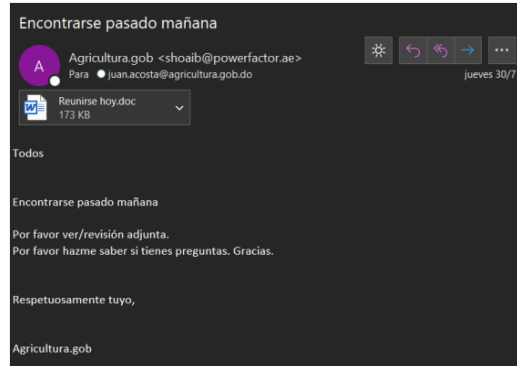 Encontrarse pasado mañana
A
Agricultura.gob <shoaib@powerfactor.ae>
Para juan.acosta@agricultura.gob.do
jueves 30/7
Reunirse hoy.doc
173 KB
Todos
Encontrarse pasado mañana
Por favor ver/revisión adjunta.
Por favor hazme saber si tienes preguntas. Gracias.
Respetuosamente tuyo,
Agricultura.gob